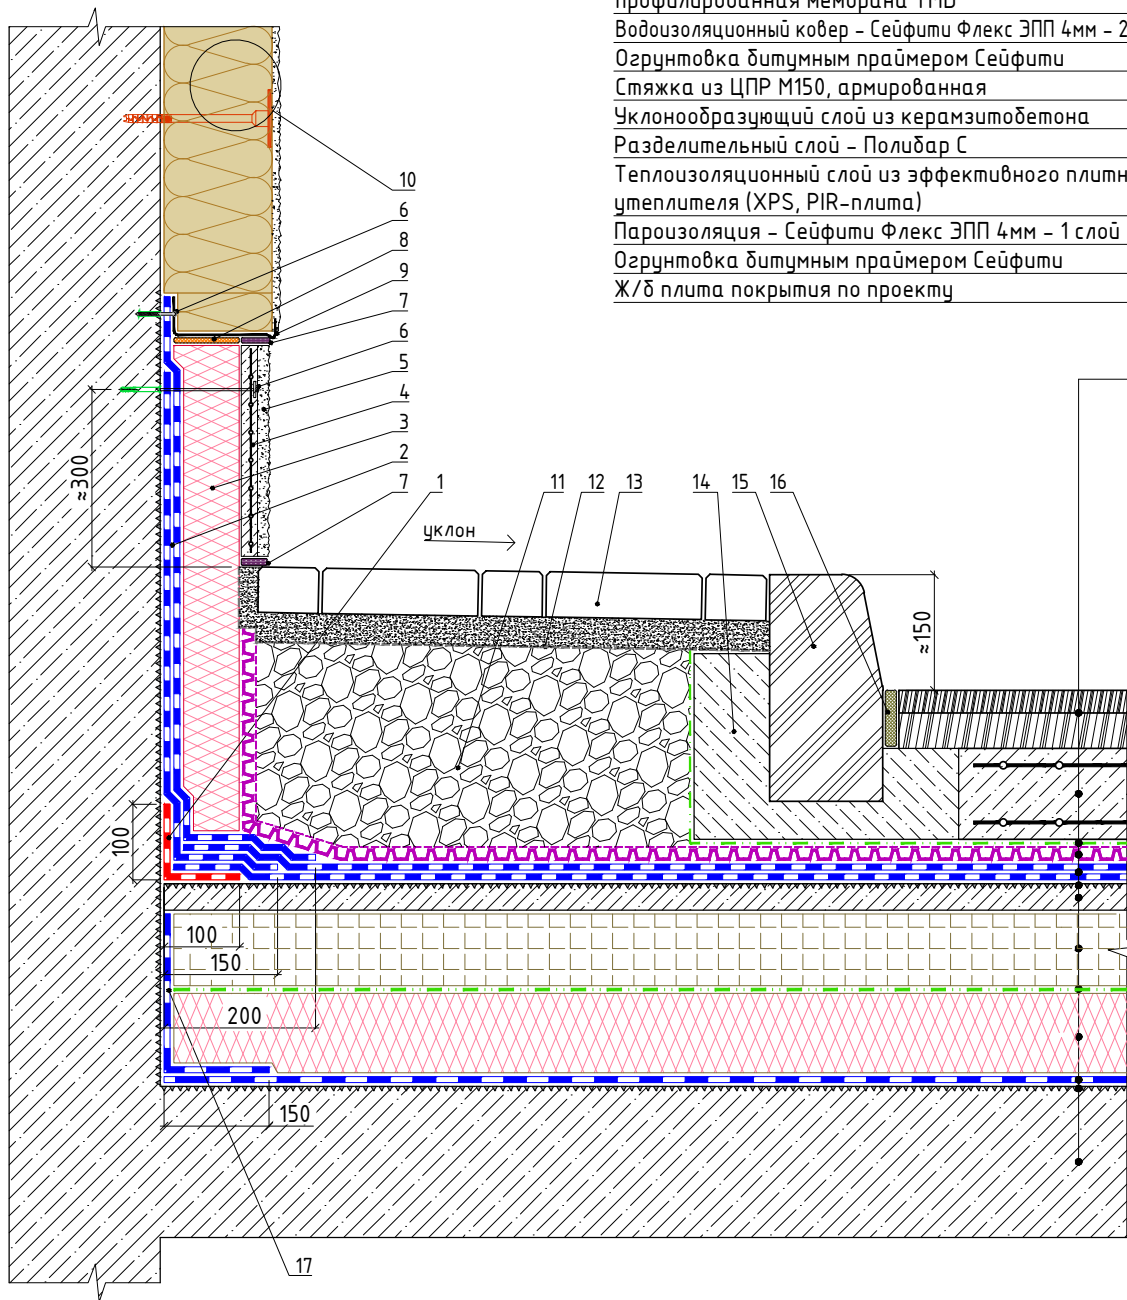 Профилированная мембрана ТМБ
Водоизоляционный ковер – Сейфити Флекс ЭПП 4мм – 2
Огрунтовка битумным праймером Сейфити
Стяжка из ЦПР М150, армированная
Уклонообразующий слой из керамзитобетона
Разделительный слой – Полибар С
Теплоизоляционный слой из эффективного плитн
утеплителя (XPS, PIR-плита)
Пароизоляция – Сейфити Флекс ЭПП 4мм – 1 слой
Огрунтовка битумным праймером Сейфити
Ж/б плита покрытия по проекту
10
6
8
9
7
6
5
4
3
2
7
1
11
12
13
14
15
16
≈300
уклон
≈150
100
100
150
200
150
17